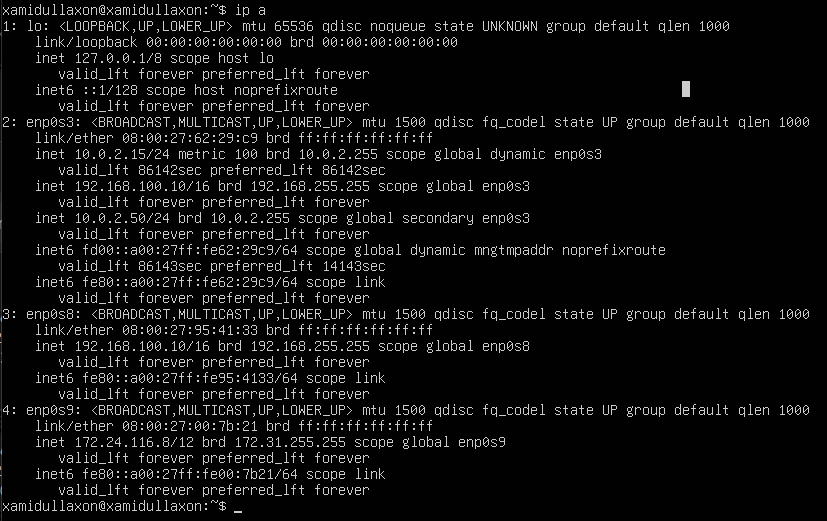 xamidullaxon@xamidullaxon:~$ ip a
1: lo: <LOOPBACK,UP,LOWER_UP> mtu 65536 qdisc noqueue state UNKNOWN group default qlen 1000
    link/loopback 00:00:00:00:00:00 brd 00:00:00:00:00:00
    inet 127.0.0.1/8 scope host lo
       valid_lft forever preferred_lft forever
    inet6 ::1/128 scope host noprefixroute
       valid_lft forever preferred_lft forever
2: enp0s3: <BROADCAST,MULTICAST,UP,LOWER_UP> mtu 1500 qdisc fq_codel state UP group default qlen 1000
    link/ether 08:00:27:62:29:c9 brd ff:ff:ff:ff:ff:ff
    inet 10.0.2.15/24 metric 100 brd 10.0.2.255 scope global dynamic enp0s3
       valid_lft 86142sec preferred_lft 86142sec
    inet 192.168.100.10/16 brd 192.168.255.255 scope global enp0s3
       valid_lft forever preferred_lft forever
    inet 10.0.2.50/24 brd 10.0.2.255 scope global secondary enp0s3
       valid_lft forever preferred_lft forever
    inet6 fd00::a00:27ff:fe62:29c9/64 scope global dynamic mngtmpaddr noprefixroute
       valid_lft 86143sec preferred_lft 14143sec
    inet6 fe80::a00:27ff:fe62:29c9/64 scope link
       valid_lft forever preferred_lft forever
3: enp0s8: <BROADCAST,MULTICAST,UP,LOWER_UP> mtu 1500 qdisc fq_codel state UP group default qlen 1000
    link/ether 08:00:27:95:41:33 brd ff:ff:ff:ff:ff:ff
    inet 192.168.100.10/16 brd 192.168.255.255 scope global enp0s8
       valid_lft forever preferred_lft forever
    inet6 fe80::a00:27ff:fe95:4133/64 scope link
       valid_lft forever preferred_lft forever
4: enp0s9: <BROADCAST,MULTICAST,UP,LOWER_UP> mtu 1500 qdisc fq_codel state UP group default qlen 1000
    link/ether 08:00:27:00:7b:21 brd ff:ff:ff:ff:ff:ff
    inet 172.24.116.8/12 brd 172.31.255.255 scope global enp0s9
       valid_lft forever preferred_lft forever
    inet6 fe80::a00:27ff:fe00:7b21/64 scope link
       valid_lft forever preferred_lft forever
xamidullaxon@xamidullaxon:~$ _